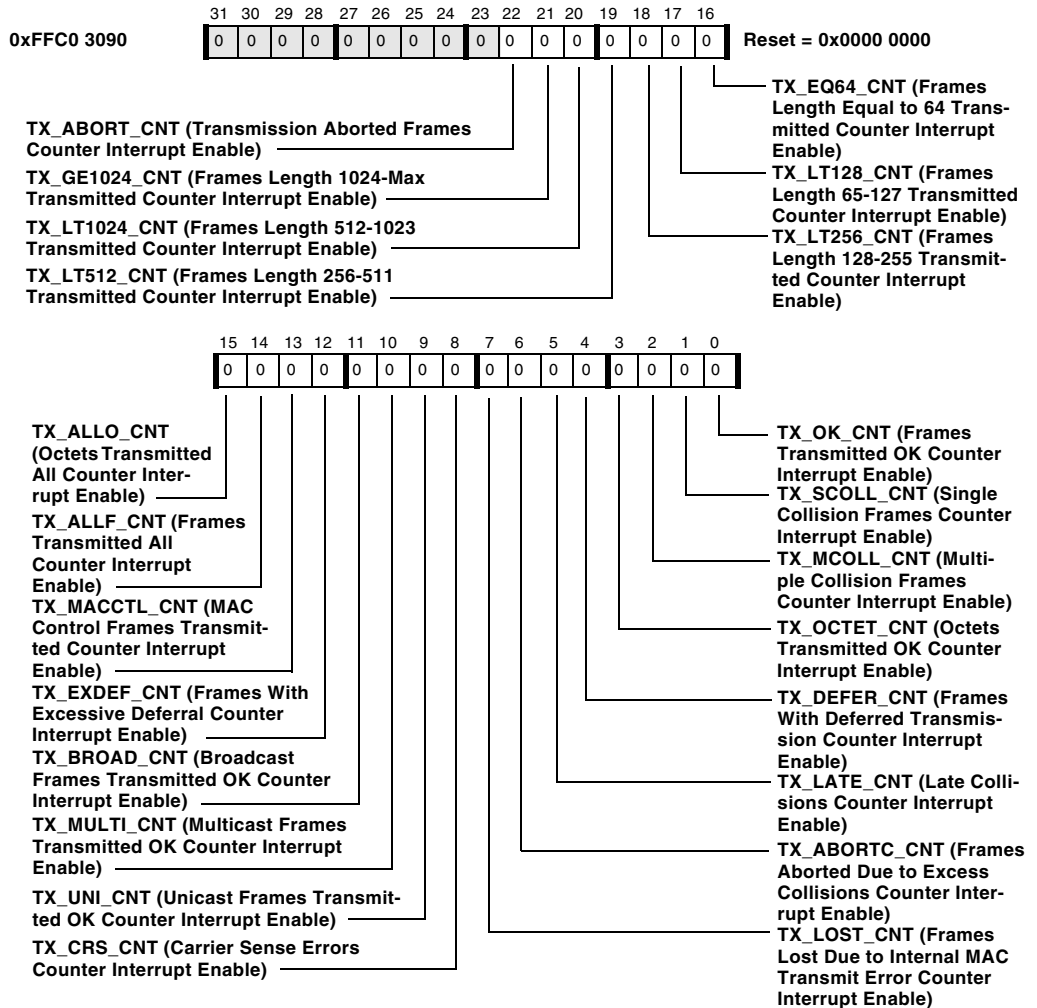 31 30 29 28 27 26 25 24 23 22 21 20 19 18 17 16
0xFFC0 3090
0 0 0 0 0 0 0 0 0 0 0 0 0 0 0 0
Reset = 0x0000 0000
TX_ABORT_CNT (Transmission Aborted Frames
Counter Interrupt Enable)
TX_GE1024_CNT (Frames Length 1024-Max
Transmitted Counter Interrupt Enable)
TX_LT1024_CNT (Frames Length 512-1023
Transmitted Counter Interrupt Enable)
TX_LT512_CNT (Frames Length 256-511
Transmitted Counter Interrupt Enable)
TX_EQ64_CNT (Frames
Length Equal to 64 Trans-
mitted Counter Interrupt
Enable)
TX_LT128_CNT (Frames
Length 65-127 Transmitted
Counter Interrupt Enable)
TX_LT256_CNT (Frames
Length 128-255 Transmit-
ted Counter Interrupt
Enable)
15 14 13 12 11 10 9 8 7 6 5 4 3 2 1 0
0 0 0 0 0 0 0 0 0 0 0 0 0 0 0 0
TX_ALLO_CNT
(Octets Transmitted
All Counter Inter-
rupt Enable)
TX_ALLF_CNT (Frames
Transmitted All
Counter Interrupt
Enable)
TX_MACCTL_CNT (MAC
Control Frames Transmit-
ted Counter Interrupt
Enable)
TX_EXDEF_CNT (Frames With
Excessive Deferral Counter
Interrupt Enable)
TX_BROAD_CNT (Broadcast
Frames Transmitted OK Counter
Interrupt Enable)
TX_MULTI_CNT (Multicast Frames
Transmitted OK Counter Interrupt
Enable)
TX_UNI_CNT (Unicast Frames Transmit-
ted OK Counter Interrupt Enable)
TX_CRS_CNT (Carrier Sense Errors
Counter Interrupt Enable)
TX_OK_CNT (Frames
Transmitted OK Counter
Interrupt Enable)
TX_SCOLL_CNT (Single
Collision Frames Counter
Interrupt Enable)
TX_MCOLL_CNT (Multi-
ple Collision Frames
Counter Interrupt Enable)
TX_OCTET_CNT (Octets
Transmitted OK Counter
Interrupt Enable)
TX_DEFER_CNT (Frames
With Deferred Transmis-
sion Counter Interrupt
Enable)
TX_LATE_CNT (Late Colli-
sions Counter Interrupt
Enable)
TX_ABORTC_CNT (Frames
Aborted Due to Excess
Collisions Counter Inter-
rupt Enable)
TX_LOST_CNT (Frames
Lost Due to Internal MAC
Transmit Error Counter
Interrupt Enable)